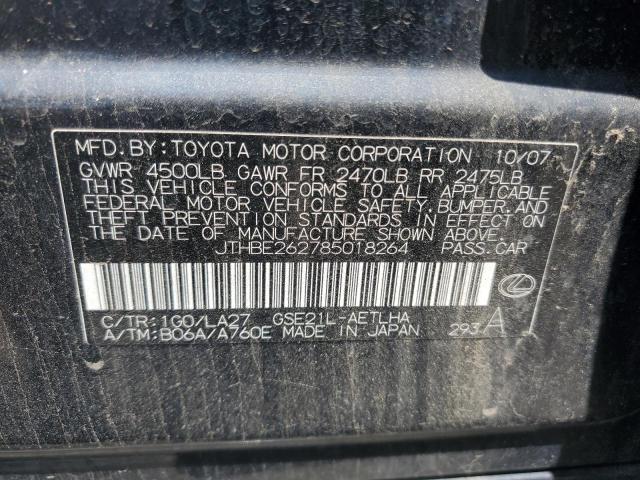 MFD. BY: TOYOTA MOTOR CORPORATION 10/07
GVWR 4500LB GAWR FR 2470LB RR 2475LB
THIS VEHICLE CONFORMS TO ALL APPLICABLE
FEDERAL MOTOR VEHICLE SAFETY, BUMPER, AND
THEFT PREVENTION STANDARDS IN EFFECT ON
THE DATE OF MANUFACTURE SHOWN ABOVE.
JTHBE262785018264 PASS. CAR
C/TR: 1G0/LA27 GSE21L-AETLHA
A/TM: B06A/A760E MADE IN JAPAN 293 A